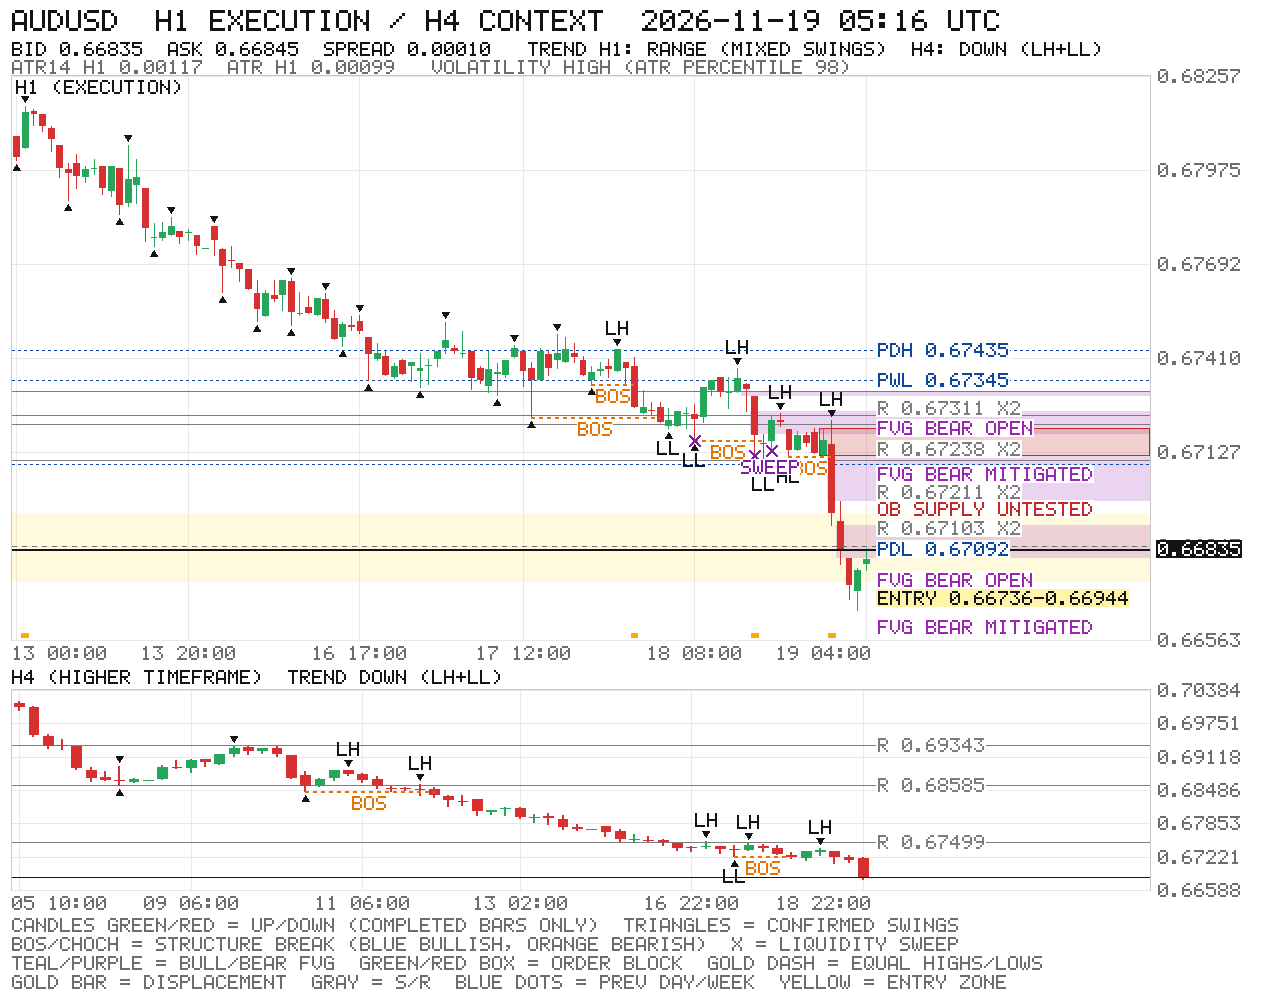 AUDUSD H1 EXECUTION / H4 CONTEXT 2026-11-19 05:16 UTC
BID 0.66835 ASK 0.66845 SPREAD 0.00010 TREND H1: RANGE (MIXED SWINGS) H4: DOWN (LH+LL)
ATR14 H1 0.00117 ATR H1 0.00099 VOLATILITY HIGH (ATR PERCENTILE 98)
H1 (EXECUTION)
0.68257
0.67975
0.67692
LH
LH
PDH 0.67435
0.67410
PWL 0.67345
LH
LH
BOS
R 0.67311 X2
BOS
FVG BEAR OPEN
LL
LL
BOS
R 0.67238 X2
0.67127
SWEEP
BOS
FVG BEAR MITIGATED
LL
R 0.67211 X2
OB SUPPLY UNTESTED
R 0.67103 X2
PDL 0.67092
0.66835
FVG BEAR OPEN
ENTRY 0.66736-0.66944
FVG BEAR MITIGATED
0.66563
13 00:00 13 20:00 16 17:00 17 12:00 18 08:00 19 04:00
H4 (HIGHER TIMEFRAME) TREND DOWN (LH+LL)
0.70384
0.69751
R 0.69343
LH
LH
0.69118
R 0.68585
0.68486
BOS
LH
LH
LH
0.67853
R 0.67499
0.67221
BOS
LL
0.66588
05 10:00 09 06:00 11 06:00 13 02:00 16 22:00 18 22:00
CANDLES GREEN/RED = UP/DOWN (COMPLETED BARS ONLY) TRIANGLES = CONFIRMED SWINGS
BOS/CHOCH = STRUCTURE BREAK (BLUE BULLISH, ORANGE BEARISH) X = LIQUIDITY SWEEP
TEAL/PURPLE = BULL/BEAR FVG GREEN/RED BOX = ORDER BLOCK GOLD DASH = EQUAL HIGHS/LOWS
GOLD BAR = DISPLACEMENT GRAY = S/R BLUE DOTS = PREV DAY/WEEK YELLOW = ENTRY ZONE